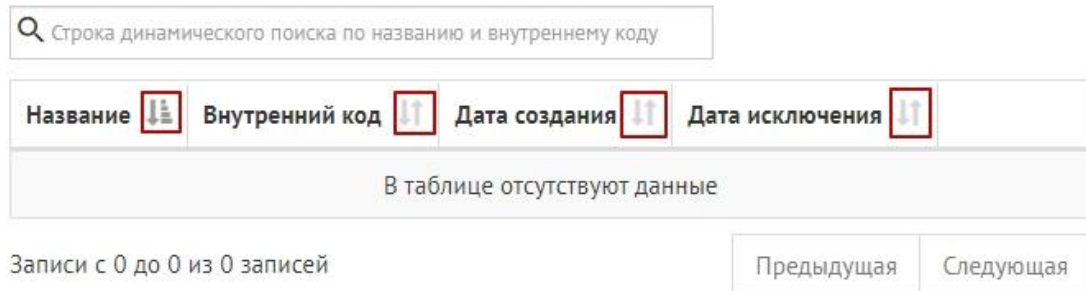 Строка динамического поиска по названию и внутреннему коду
Название Внутренний код Дата создания Дата исключения
В таблице отсутствуют данные
Записи с 0 до 0 из 0 записей Предыдущая Следующая